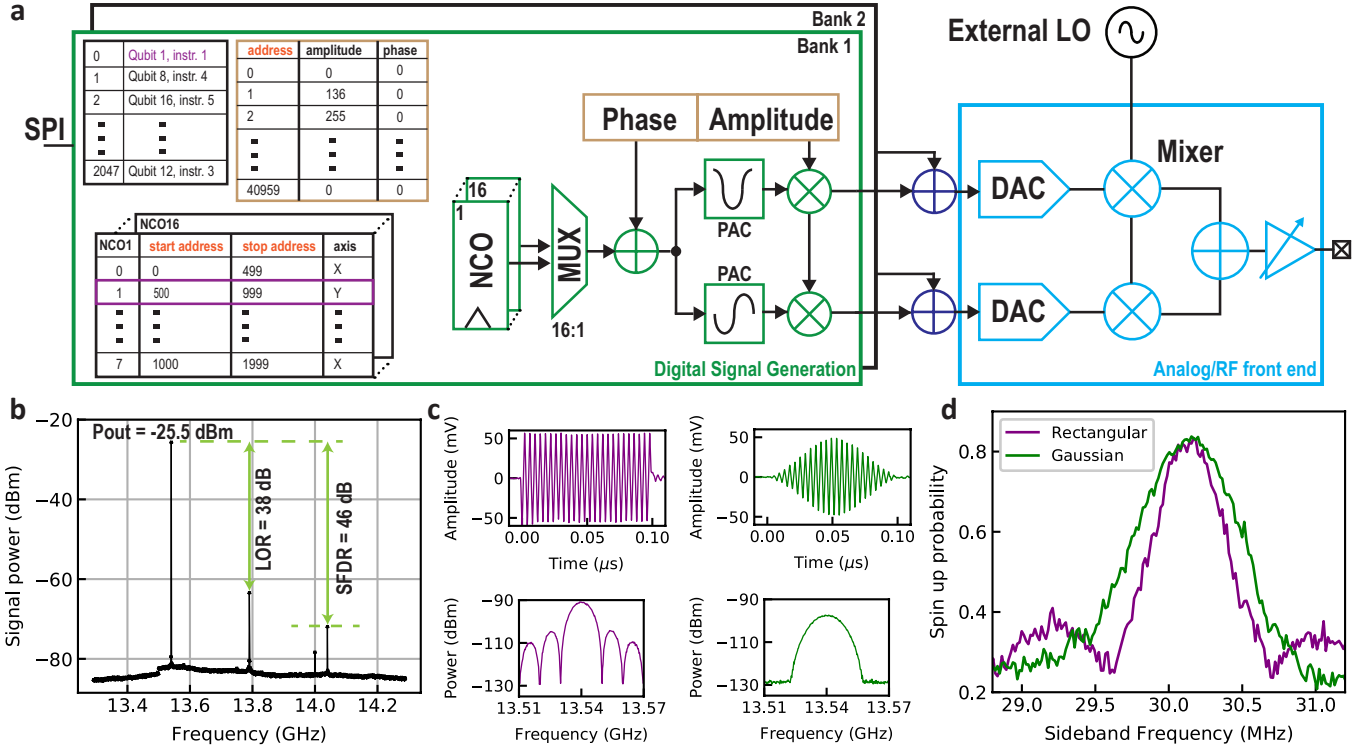 a
Bank 2
Bank 1
External LO
SPI
0 Qubit 1, instr. 1
1 Qubit 8, instr. 4
2 Qubit 16, instr. 5
2047 Qubit 12, instr. 3
address amplitude phase
0 0 0
1 136 0
2 255 0
40959 0 0
NCO16
NCO1 start address stop address axis
0 0 499 X
1 500 999 Y
7 1000 1999 X
16
1
NCO
MUX
16:1
Phase Amplitude
PAC
PAC
Digital Signal Generation
DAC
DAC
Mixer
Analog/RF front end
b
Pout = -25.5 dBm
LOR = 38 dB
SFDR = 46 dB
Signal power (dBm)
−20
−40
−60
−80
13.4 13.6 13.8 14.0 14.2
Frequency (GHz)
c
Amplitude (mV)
50
0
−50
0.00 0.05 0.10
Time (μs)
Amplitude (mV)
50
0
−50
0.00 0.05 0.10
Time (μs)
Power (dBm)
−90
−110
−130
13.51 13.54 13.57
Frequency (GHz)
Power (dBm)
−90
−110
−130
13.51 13.54 13.57
Frequency (GHz)
d
Rectangular
Gaussian
Spin up probability
0.8
0.6
0.4
0.2
29.0 29.5 30.0 30.5 31.0
Sideband Frequency (MHz)